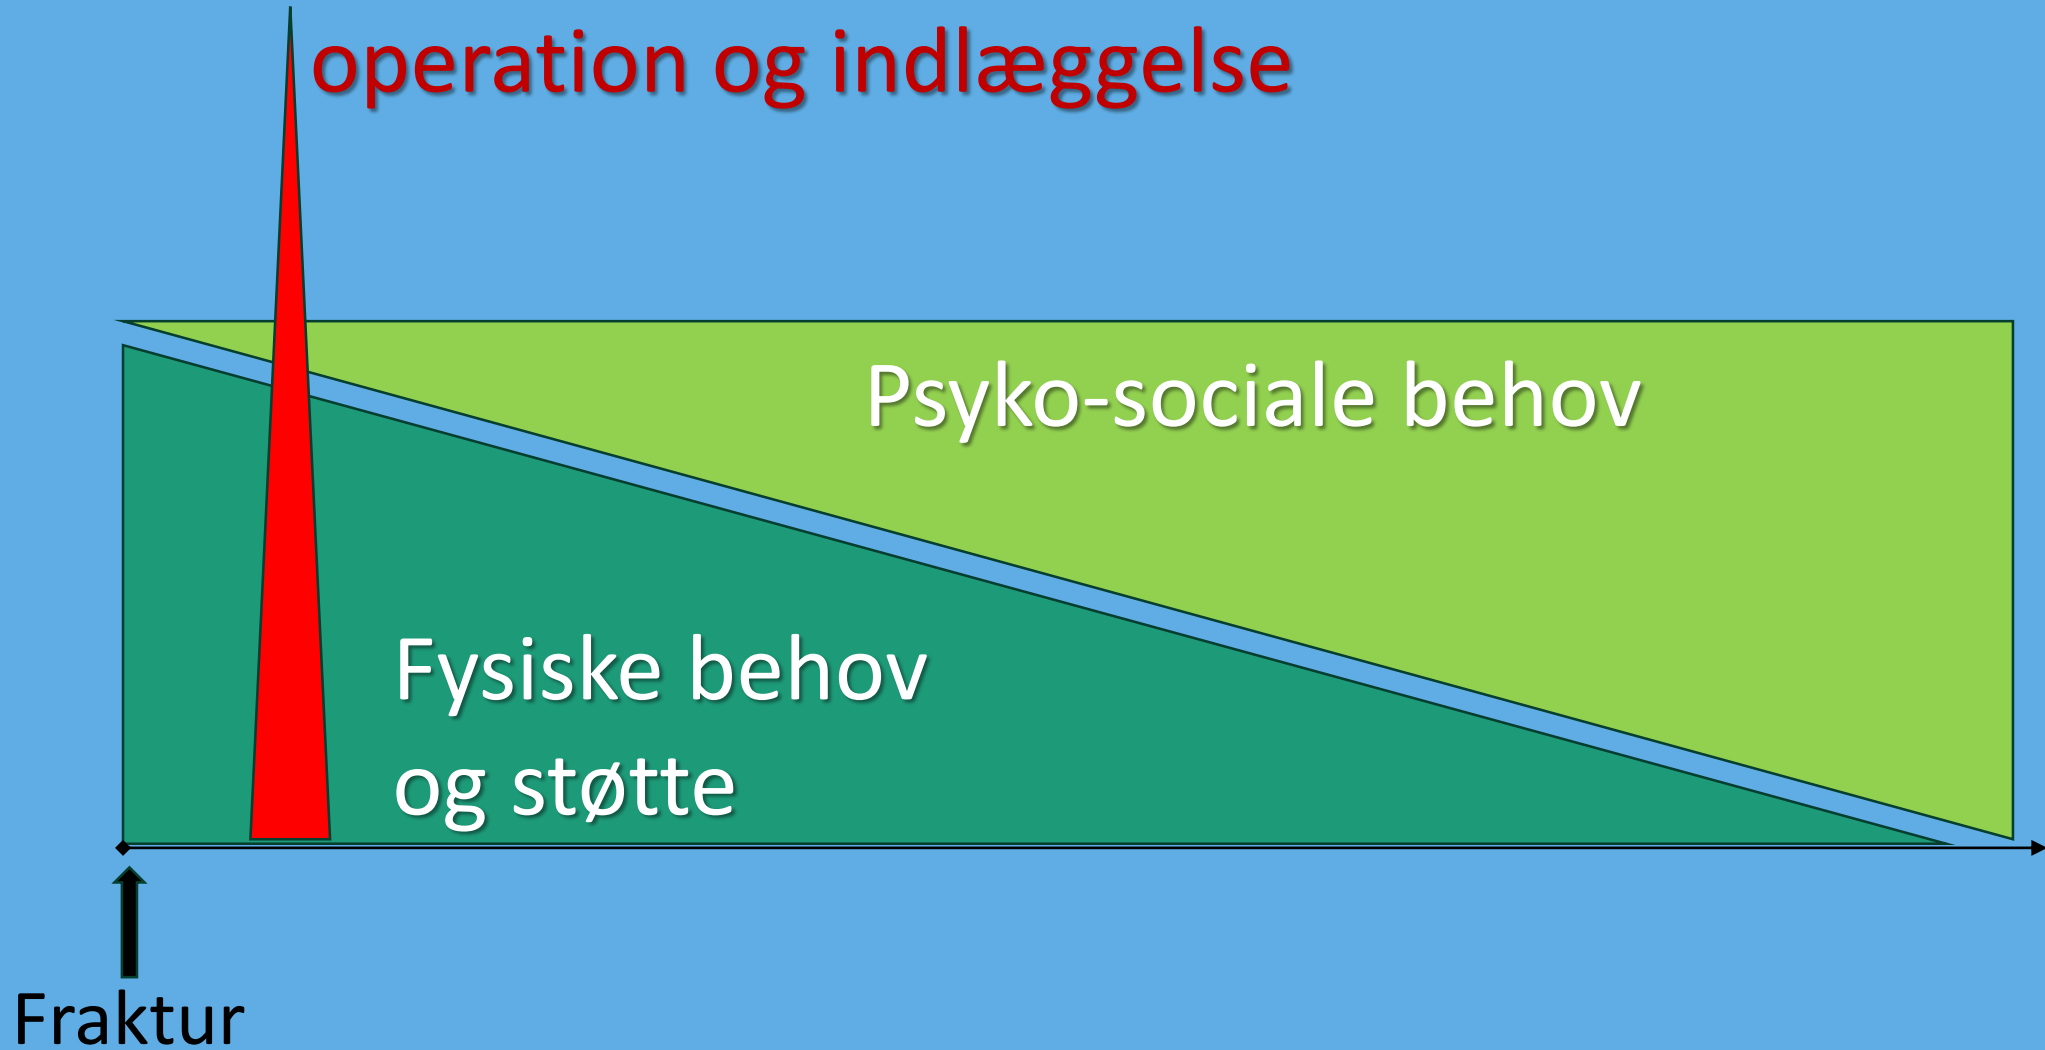 operation og indlæggelse
Psyko-sociale behov
Fysiske behov
og støtte
Fraktur